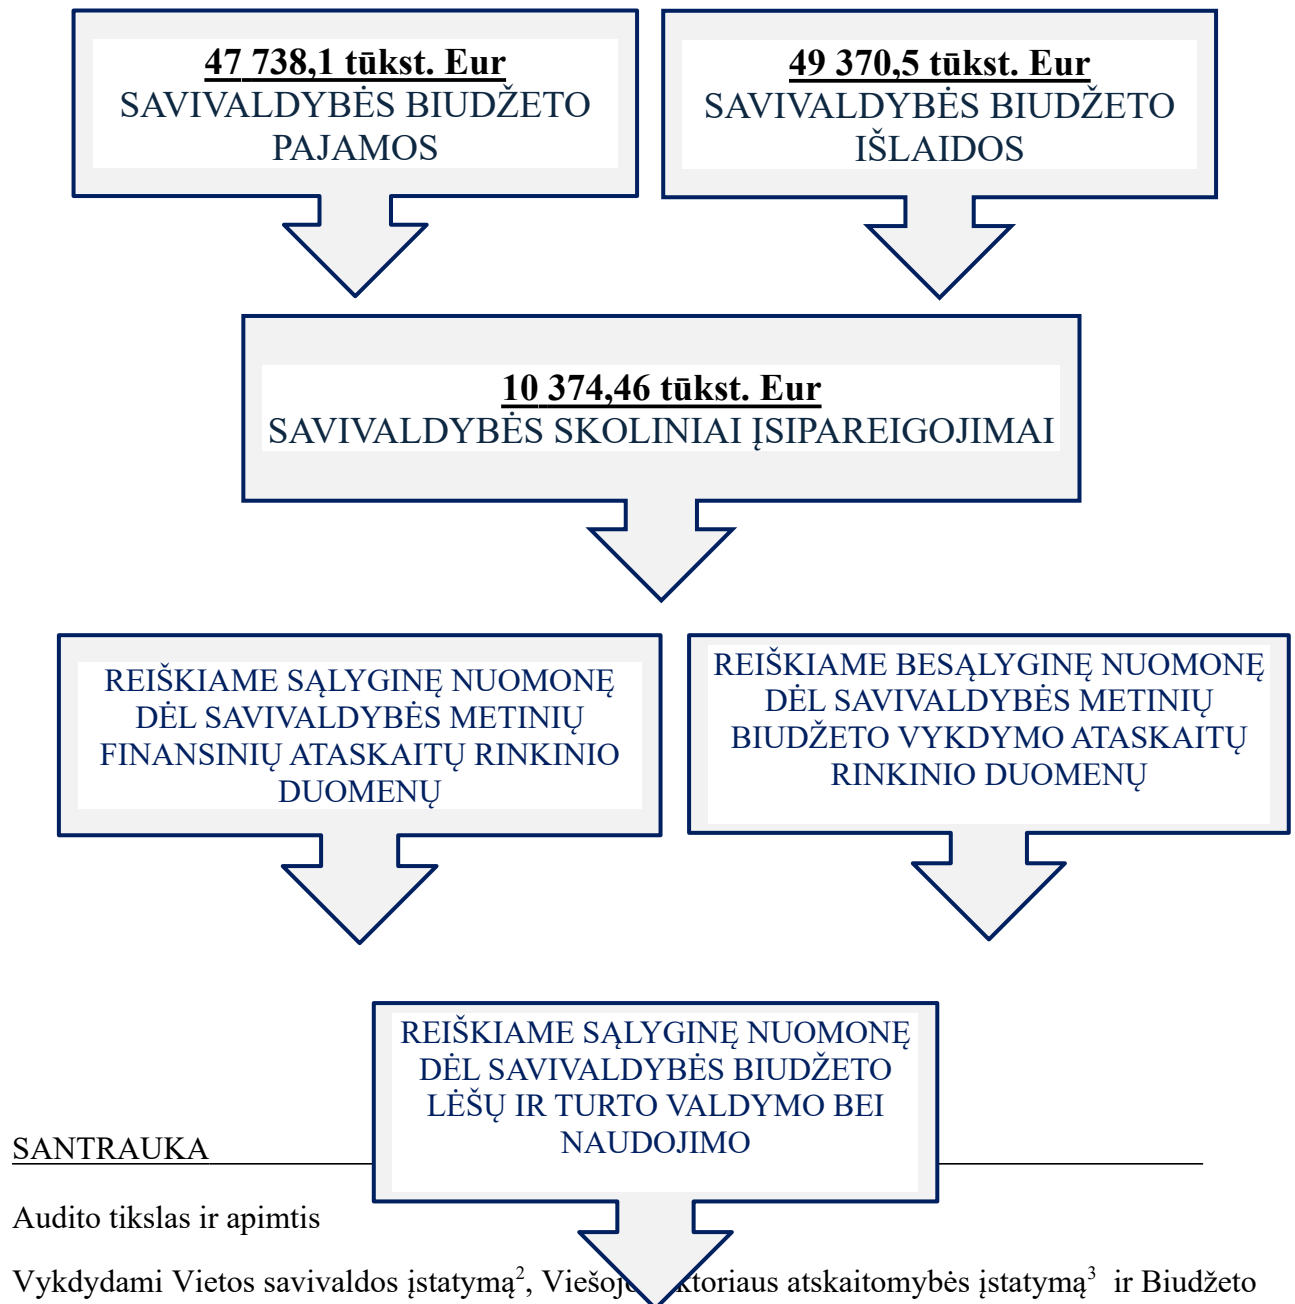 47 738,1 tūkst. Eur
SAVIVALDYBĖS BIUDŽETO
PAJAMOS
49 370,5 tūkst. Eur
SAVIVALDYBĖS BIUDŽETO
IŠLAIDOS
10 374,46 tūkst. Eur
SAVIVALDYBĖS SKOLINIAI ĮSIPAREIGOJIMAI
REIŠKIAME SĄLYGINĘ NUOMONĘ
DĖL SAVIVALDYBĖS METINIŲ
FINANSINIŲ ATASKAITŲ RINKINIO
DUOMENŲ
REIŠKIAME BESĄLYGINĘ NUOMONĘ
DĖL SAVIVALDYBĖS METINIŲ
BIUDŽETO VYKDYMO ATASKAITŲ
RINKINIO DUOMENŲ
REIŠKIAME SĄLYGINĘ NUOMONĘ
DĖL SAVIVALDYBĖS BIUDŽETO
LĖŠŲ IR TURTO VALDYMO BEI
NAUDOJIMO
SANTRAUKA
Audito tikslas ir apimtis
Vykdydami Vietos savivaldos įstatymą², atskaitomybės įstatymą³ ir Biudžeto